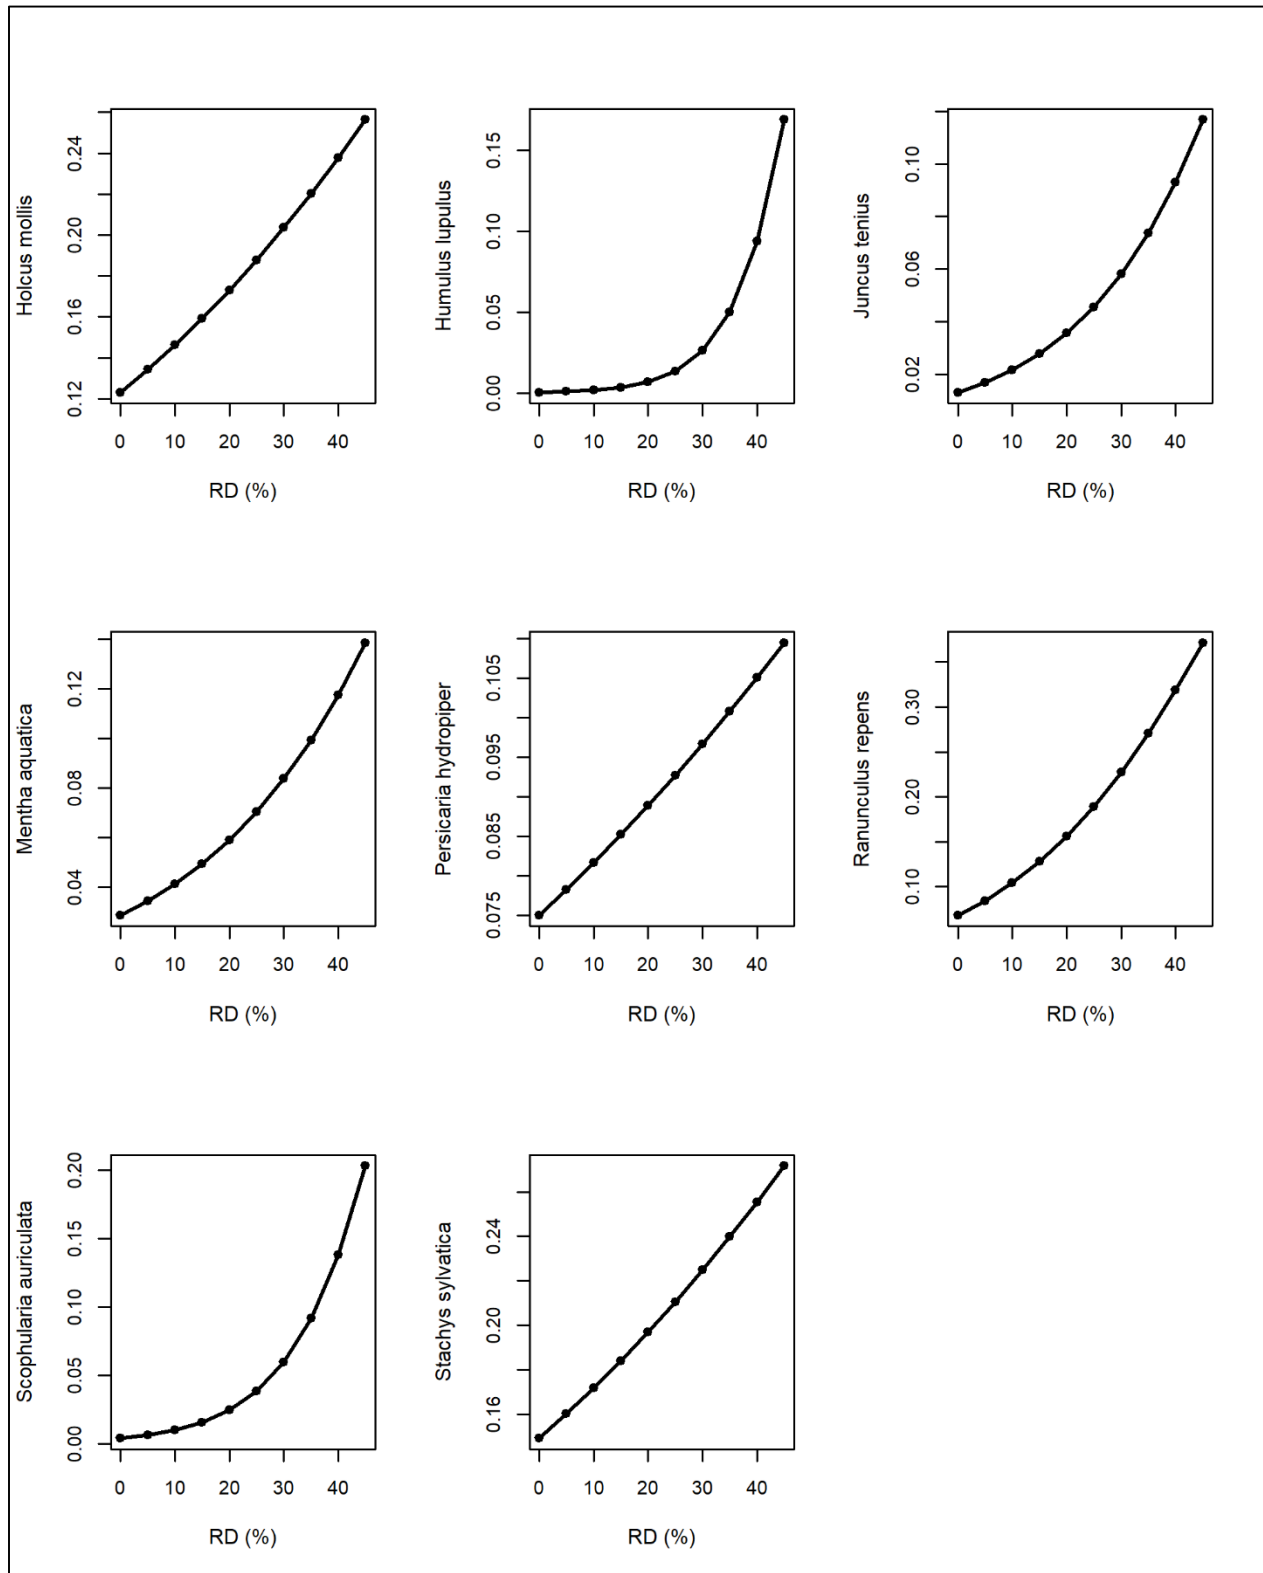 Holcus mollis
0.12 0.16 0.20 0.24
0 10 20 30 40
RD (%)
Humulus lupulus
0.00 0.05 0.10 0.15
0 10 20 30 40
RD (%)
Juncus tenius
0.02 0.06 0.10
0 10 20 30 40
RD (%)
Mentha aquatica
0.04 0.08 0.12
0 10 20 30 40
RD (%)
Persicaria hydropiper
0.075 0.085 0.095 0.105
0 10 20 30 40
RD (%)
Ranunculus repens
0.10 0.20 0.30
0 10 20 30 40
RD (%)
Scophularia auriculata
0.00 0.05 0.10 0.15 0.20
0 10 20 30 40
RD (%)
Stachys sylvatica
0.16 0.20 0.24
0 10 20 30 40
RD (%)